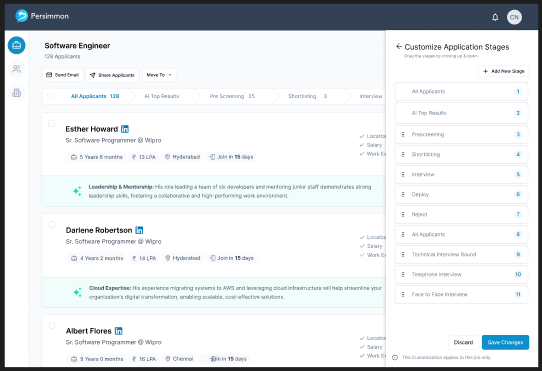 Persimmon
CN
Software Engineer
128 Applicants
Send Email
Share Applicants
Move To
All Applicants 128
AI Top Results
Pre Screening 25
Shortlisting 3
Interview
Esther Howard
Sr. Software Programer @ Wipro
5 Years 8 months
₹ 13 LPA
Hyderabad
Join in 16 days
Location
Salary
Work Ex
Leadership & Mentorship: His role leading a team of six developers and mentoring junior staff demonstrates strong
leadership skills, fostering a collaborative and high-performing work environment.
Darlene Robertson
Sr. Software Programer @ Wipro
4 Years 2 months
₹ 14 LPA
Hyderabad
Join in 15 days
Location
Salary
Work Ex
Cloud Expertise: His experience migrating systems to AWS and leveraging cloud infrastructure will help streamline your
organization's digital transformation, enabling scalable, cost-effective solutions.
Albert Flores
Sr. Software Programer @ Wipro
9 Years 0 months
₹ 16 LPA
Chennai
Join in 15 days
Location
Salary
Work Ex
Customize Application Stages
Drag the stages by moving up & down
+ Add New Stage
All Applicants 1
AI Top Results 2
Prescreening 3
Shortlisting 4
Interview 5
Deploy 6
Reject 7
All Applicants 8
Technical Interview Round 9
Telephone Interview 10
Face to Face Interview 11
Discard
Save Changes
This Customization applies to this job only